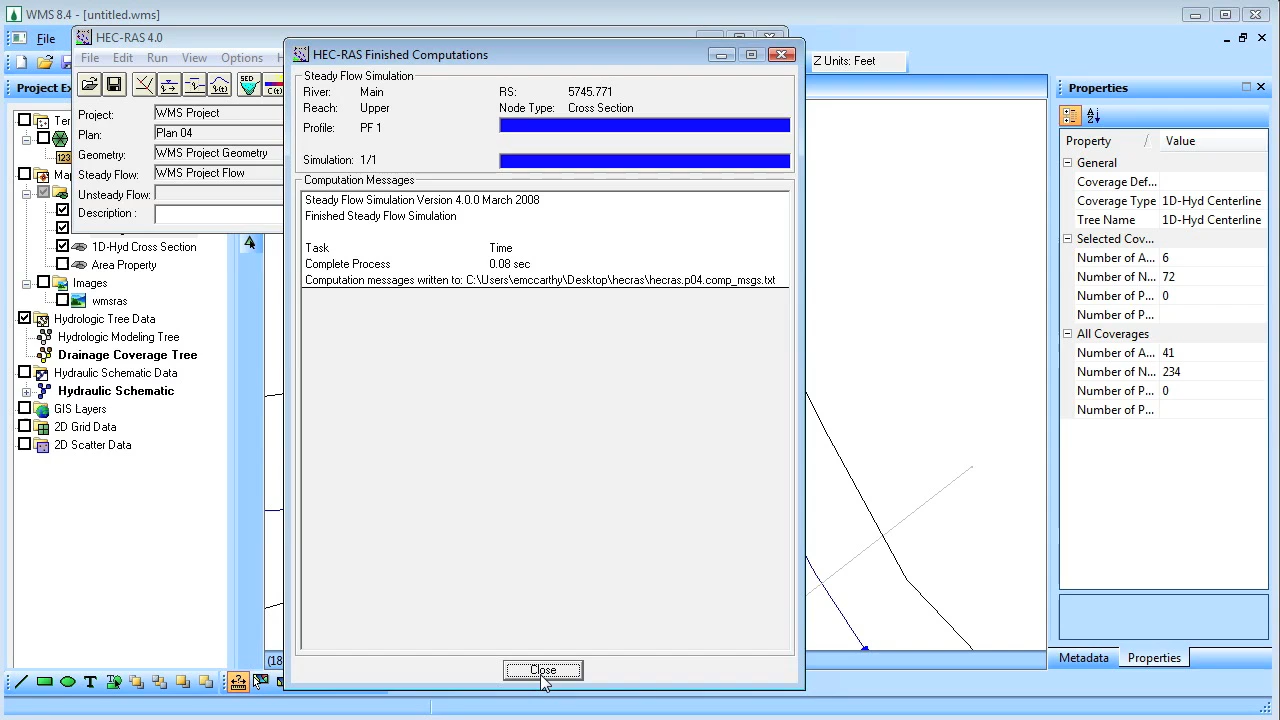 WMS 8.4 - [untitled.wms]
File
HEC-RAS 4.0
File Edit Run View Options H
Project: WMS Project
Plan: Plan 04
Geometry: WMS Project Geometry
Steady Flow: WMS Project Flow
Unsteady Flow:
Description :
HEC-RAS Finished Computations
Steady Flow Simulation
River: Main RS: 5745.771
Reach: Upper Node Type: Cross Section
Profile: PF 1
Simulation: 1/1
Computation Messages
Steady Flow Simulation Version 4.0.0 March 2008
Finished Steady Flow Simulation
Task Time
Complete Process 0.08 sec
Computation messages written to: C:\Users\emccarthy\Desktop\hecras\hecras.p04.comp_msgs.txt
Close
Z Units: Feet
Project Ex
Ter
123
Ma
1D-Hyd Cross Section
Area Property
Images
wmsras
Hydrologic Tree Data
Hydrologic Modeling Tree
Drainage Coverage Tree
Hydraulic Schematic Data
Hydraulic Schematic
GIS Layers
2D Grid Data
2D Scatter Data
(18
Properties
Property / Value
General
Coverage Def...
Coverage Type 1D-Hyd Centerline
Tree Name 1D-Hyd Centerline
Selected Cov...
Number of A... 6
Number of N... 72
Number of P... 0
Number of P...
All Coverages
Number of A... 41
Number of N... 234
Number of P... 0
Number of P...
Metadata Properties